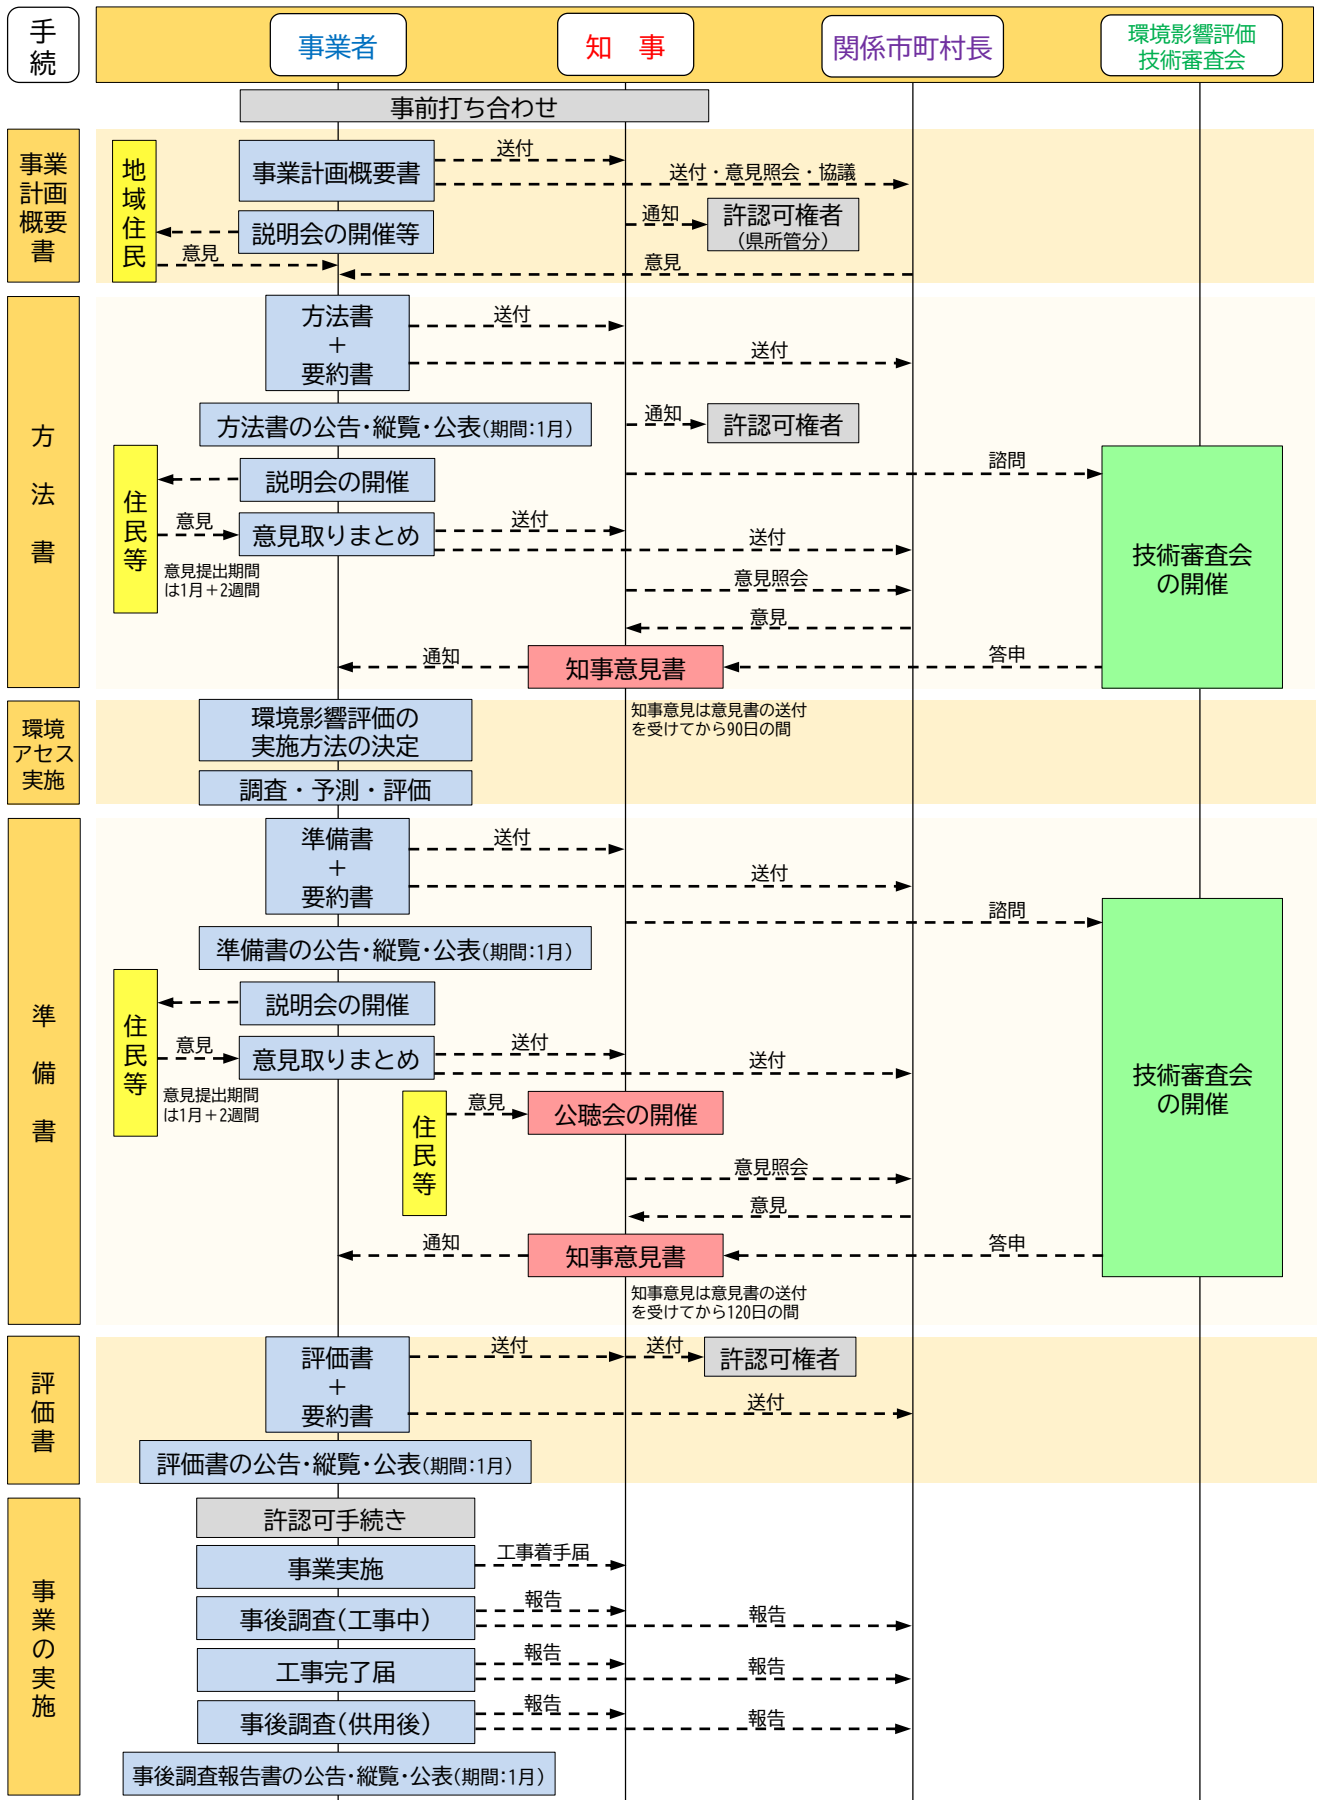 手
続
事業者
知　事
関係市町村長
環境影響評価
技術審査会
事前打ち合わせ
事業
計画
概要
書
地
域
住
民
事業計画概要書
送付
送付・意見照会・協議
説明会の開催等
通知
許認可権者
（県所管分）
意見
意見
方
法
書
方法書
＋
要約書
送付
送付
方法書の公告・縦覧・公表（期間：1月）
通知
許認可権者
住
民
等
説明会の開催
諮問
意見
意見取りまとめ
送付
送付
意見提出期間
は1月＋2週間
意見照会
意見
技術審査会
の開催
通知
知事意見書
答申
環境
アセス
実施
環境影響評価の
実施方法の決定
知事意見は意見書の送付
を受けてから90日の間
調査・予測・評価
準
備
書
準備書
＋
要約書
送付
送付
諮問
準備書の公告・縦覧・公表（期間：1月）
住
民
等
説明会の開催
意見
意見取りまとめ
送付
送付
意見提出期間
は1月＋2週間
住
民
等
意見
公聴会の開催
技術審査会
の開催
意見照会
意見
通知
知事意見書
答申
知事意見は意見書の送付
を受けてから120日の間
評
価
書
評価書
＋
要約書
送付
送付
許認可権者
送付
評価書の公告・縦覧・公表（期間：1月）
事
業
の
実
施
許認可手続き
事業実施
工事着手届
事後調査（工事中）
報告
報告
工事完了届
報告
報告
事後調査（供用後）
報告
報告
事後調査報告書の公告・縦覧・公表（期間：1月）